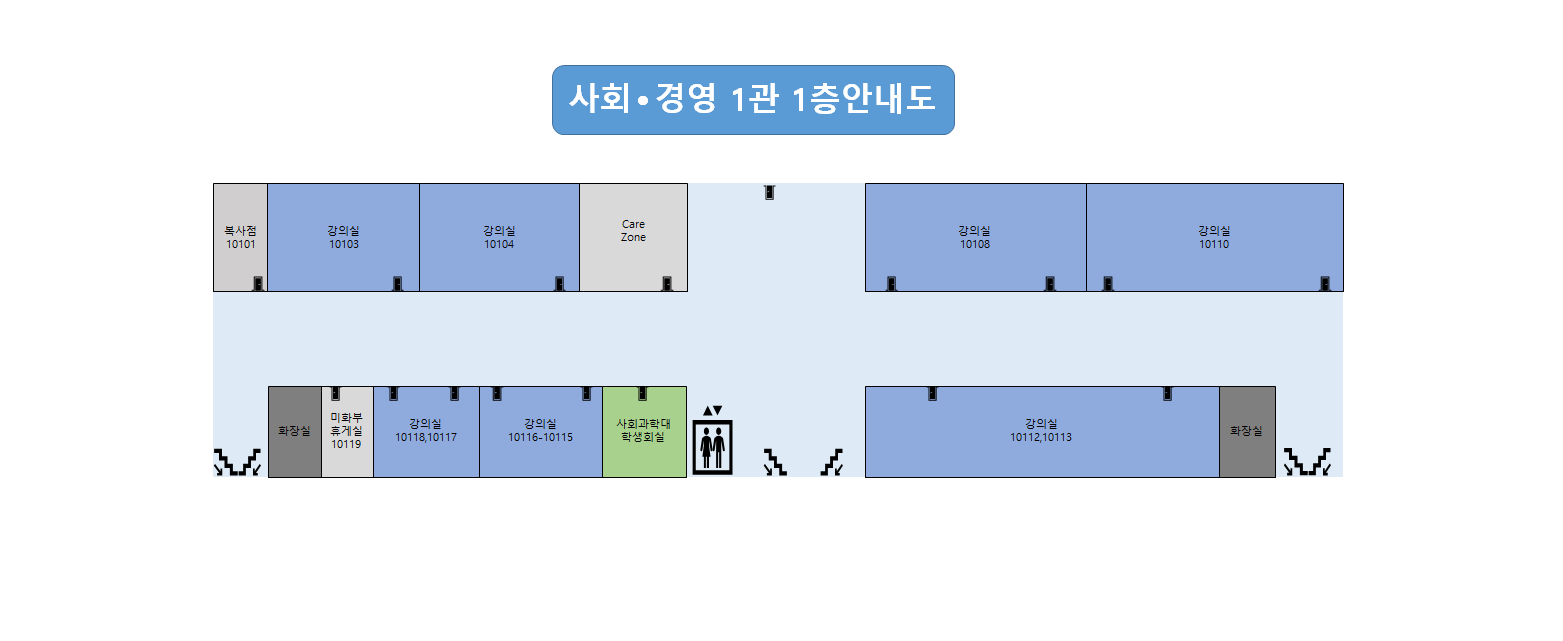 사회•경영 1관 1층안내도
복사점
10101
강의실
10103
강의실
10104
Care
Zone
강의실
10108
강의실
10110
화장실
미화부
휴게실
10119
강의실
10118,10117
강의실
10116-10115
사회과학대
학생회실
강의실
10112,10113
화장실